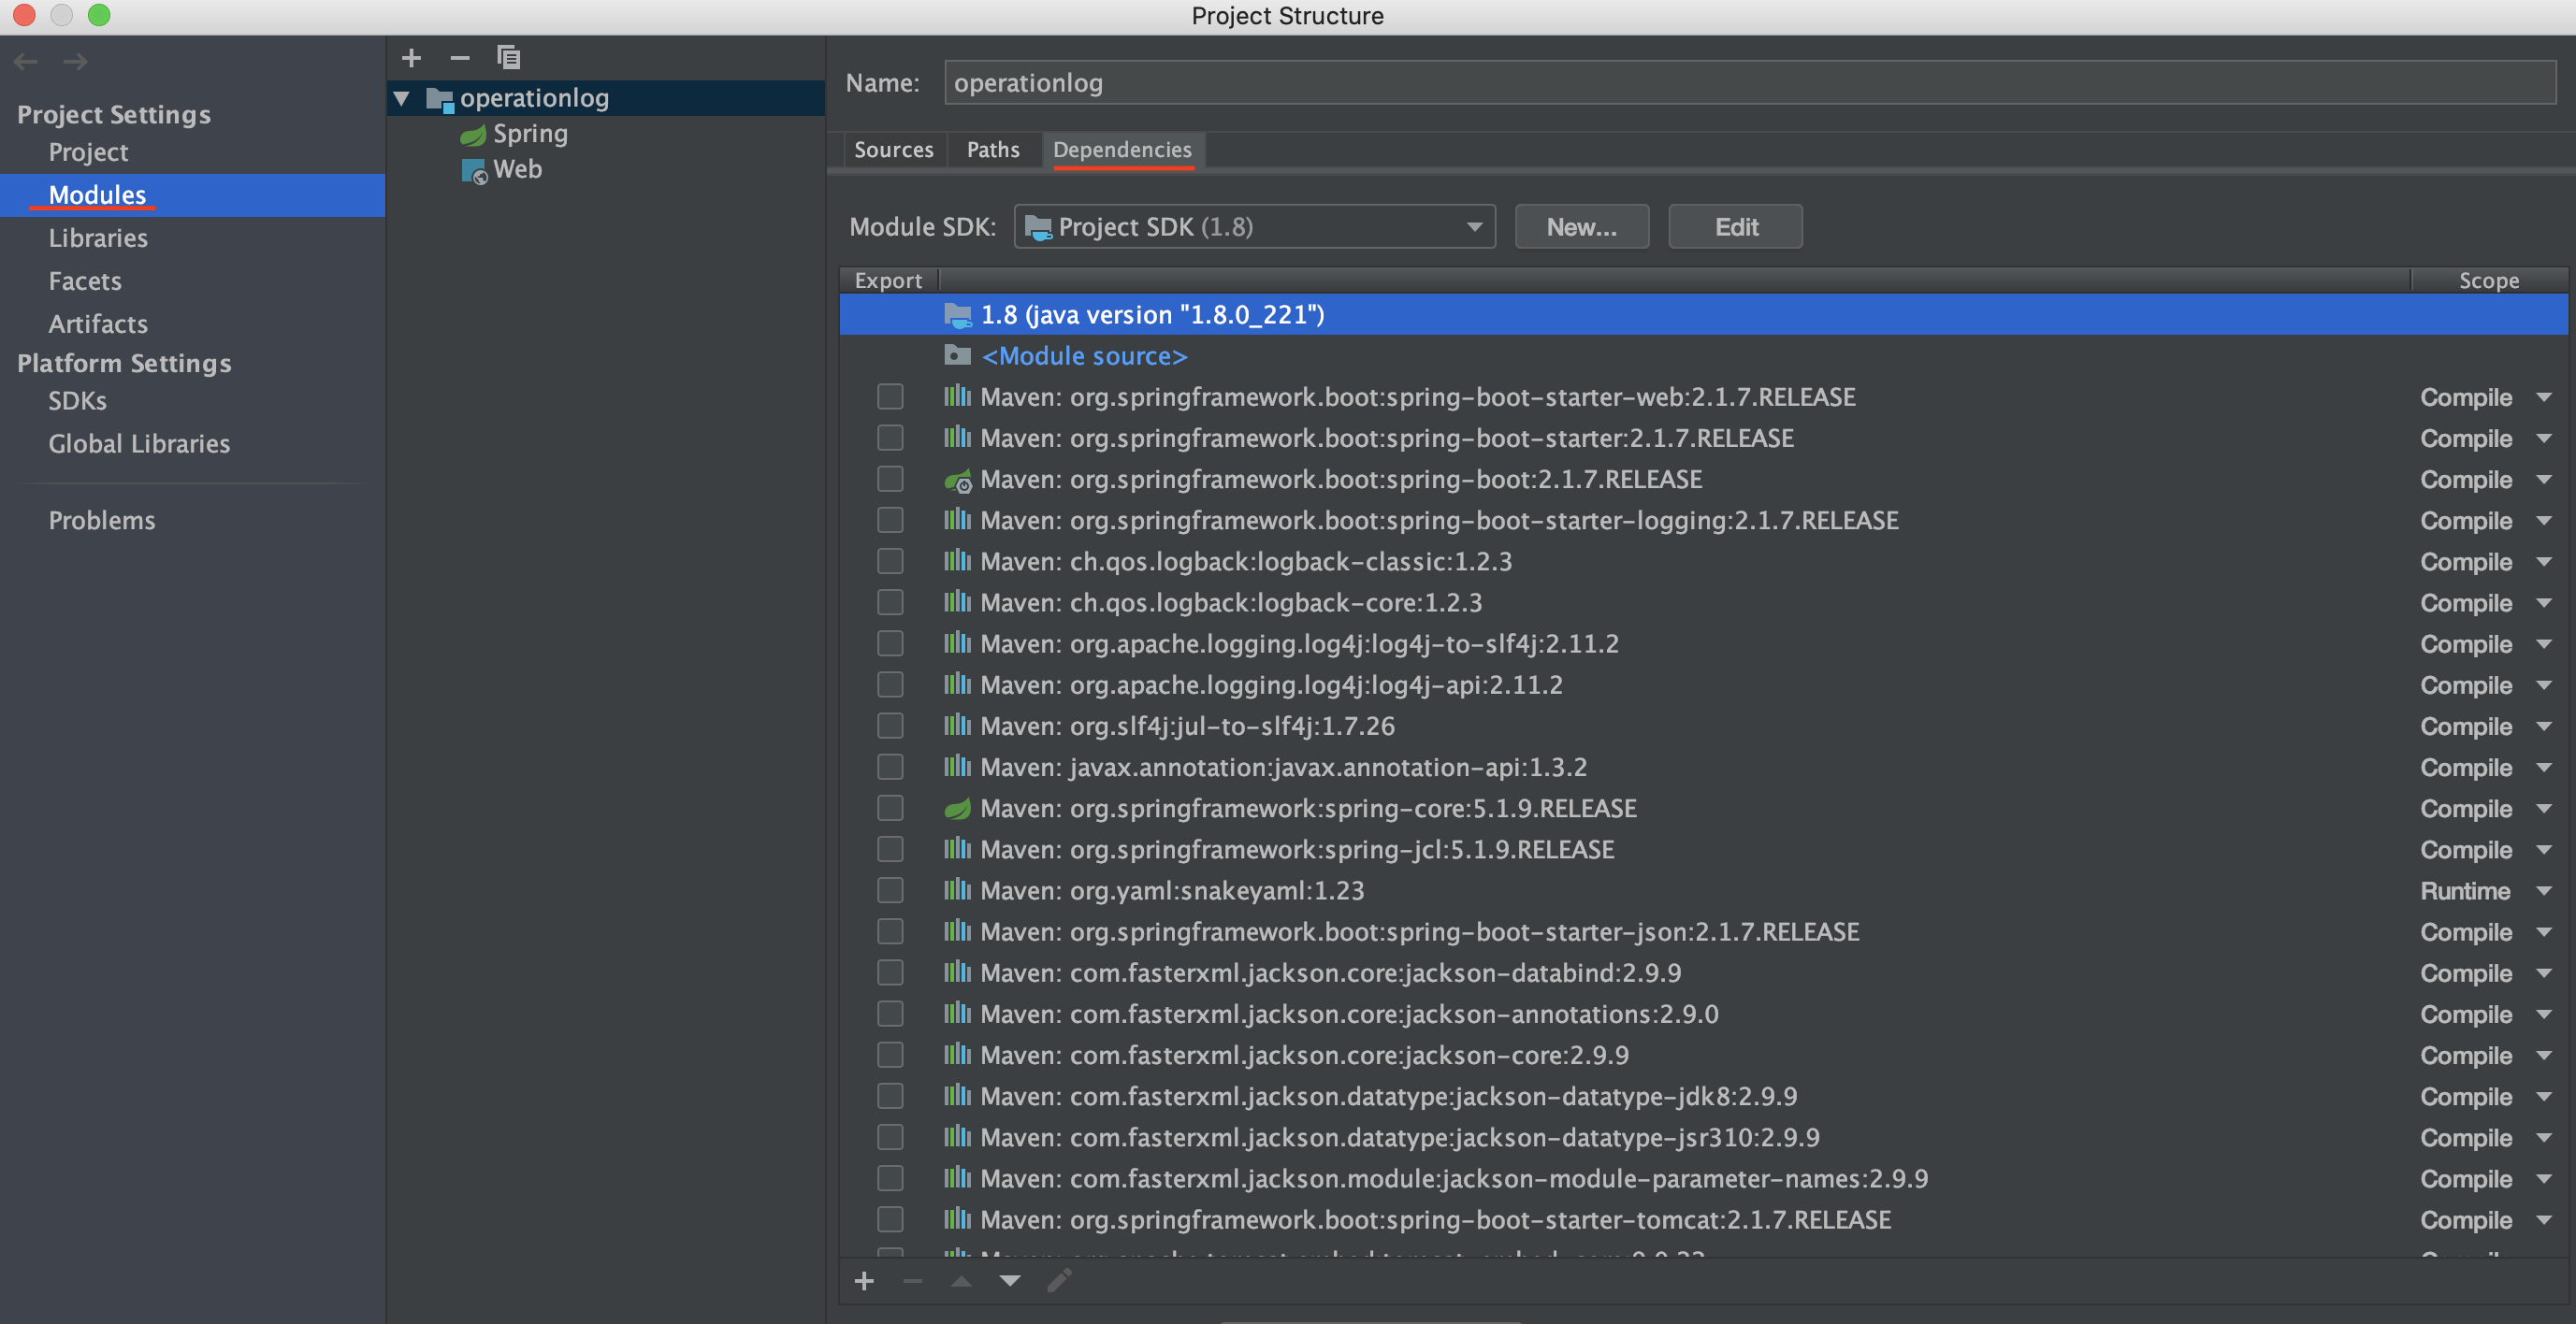 Project Structure
Project Settings
Project
Modules
Libraries
Facets
Artifacts
Platform Settings
SDKs
Global Libraries
Problems
operationlog
Spring
Web
Name: operationlog
Sources Paths Dependencies
Module SDK: Project SDK (1.8) New... Edit
Export Scope
1.8 (java version "1.8.0_221")
<Module source>
Maven: org.springframework.boot:spring-boot-starter-web:2.1.7.RELEASE Compile
Maven: org.springframework.boot:spring-boot-starter:2.1.7.RELEASE Compile
Maven: org.springframework.boot:spring-boot:2.1.7.RELEASE Compile
Maven: org.springframework.boot:spring-boot-starter-logging:2.1.7.RELEASE Compile
Maven: ch.qos.logback:logback-classic:1.2.3 Compile
Maven: ch.qos.logback:logback-core:1.2.3 Compile
Maven: org.apache.logging.log4j:log4j-to-slf4j:2.11.2 Compile
Maven: org.apache.logging.log4j:log4j-api:2.11.2 Compile
Maven: org.slf4j:jul-to-slf4j:1.7.26 Compile
Maven: javax.annotation:javax.annotation-api:1.3.2 Compile
Maven: org.springframework:spring-core:5.1.9.RELEASE Compile
Maven: org.springframework:spring-jcl:5.1.9.RELEASE Compile
Maven: org.yaml:snakeyaml:1.23 Runtime
Maven: org.springframework.boot:spring-boot-starter-json:2.1.7.RELEASE Compile
Maven: com.fasterxml.jackson.core:jackson-databind:2.9.9 Compile
Maven: com.fasterxml.jackson.core:jackson-annotations:2.9.0 Compile
Maven: com.fasterxml.jackson.core:jackson-core:2.9.9 Compile
Maven: com.fasterxml.jackson.datatype:jackson-datatype-jdk8:2.9.9 Compile
Maven: com.fasterxml.jackson.datatype:jackson-datatype-jsr310:2.9.9 Compile
Maven: com.fasterxml.jackson.module:jackson-module-parameter-names:2.9.9 Compile
Maven: org.springframework.boot:spring-boot-starter-tomcat:2.1.7.RELEASE Compile